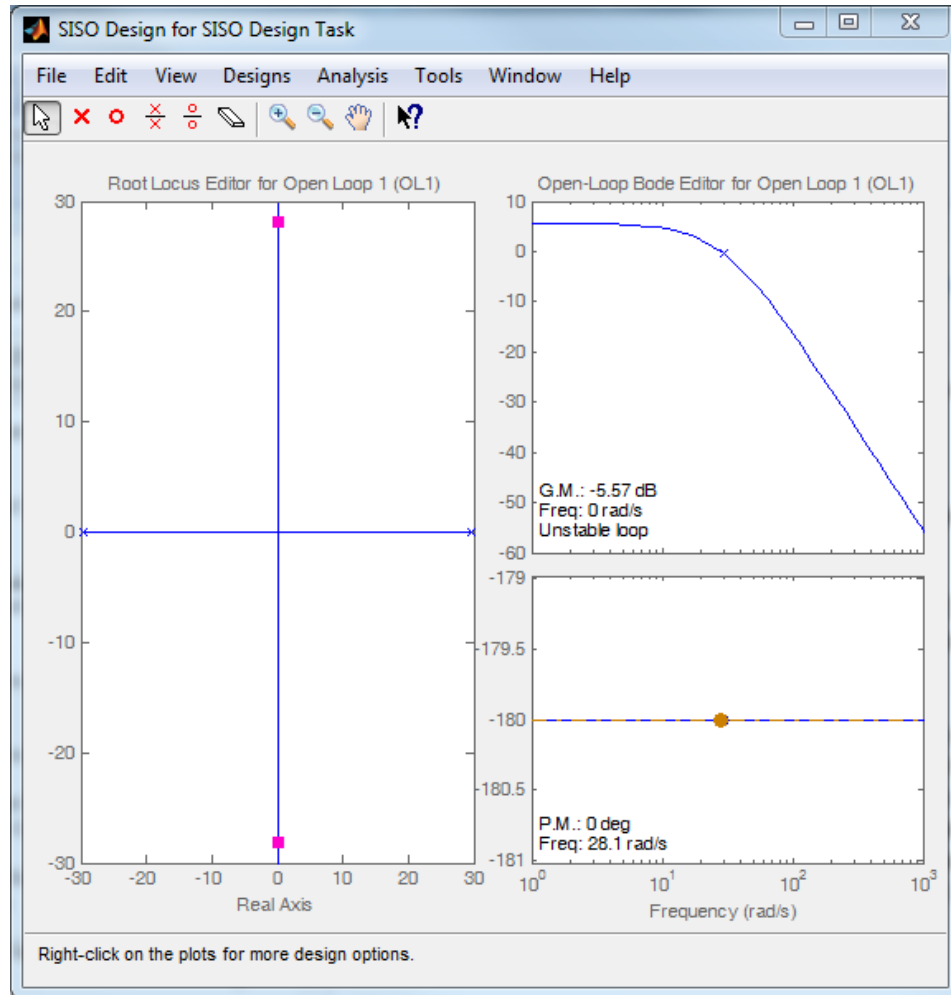 SISO Design for SISO Design Task
File Edit View Designs Analysis Tools Window Help
Root Locus Editor for Open Loop 1 (OL1)
30
20
10
0
-10
-20
-30
-30 -20 -10 0 10 20 30
Real Axis
Open-Loop Bode Editor for Open Loop 1 (OL1)
10
0
-10
-20
-30
-40
-50
-60
G.M.: -5.57 dB
Freq: 0 rad/s
Unstable loop
-179
-179.5
-180
-180.5
-181
P.M.: 0 deg
Freq: 28.1 rad/s
10^0 10^1 10^2 10^3
Frequency (rad/s)
Right-click on the plots for more design options.